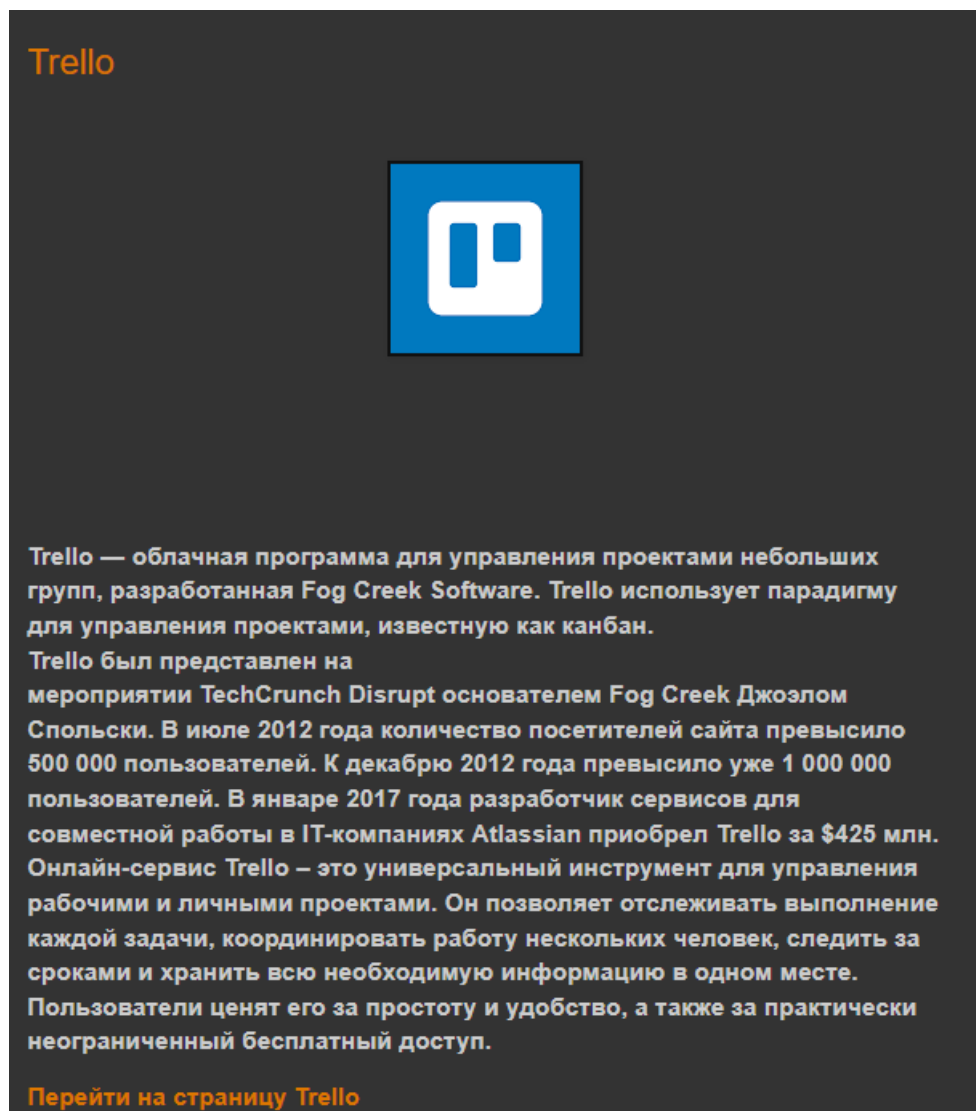 Trello
Trello — облачная программа для управления проектами небольших
групп, разработанная Fog Creek Software. Trello использует парадигму
для управления проектами, известную как канбан.
Trello был представлен на
мероприятии TechCrunch Disrupt основателем Fog Creek Джоэлом
Спольски. В июле 2012 года количество посетителей сайта превысило
500 000 пользователей. К декабрю 2012 года превысило уже 1 000 000
пользователей. В январе 2017 года разработчик сервисов для
совместной работы в IT-компаниях Atlassian приобрел Trello за $425 млн.
Онлайн-сервис Trello – это универсальный инструмент для управления
рабочими и личными проектами. Он позволяет отслеживать выполнение
каждой задачи, координировать работу нескольких человек, следить за
сроками и хранить всю необходимую информацию в одном месте.
Пользователи ценят его за простоту и удобство, а также за практически
неограниченный бесплатный доступ.
Перейти на страницу Trello